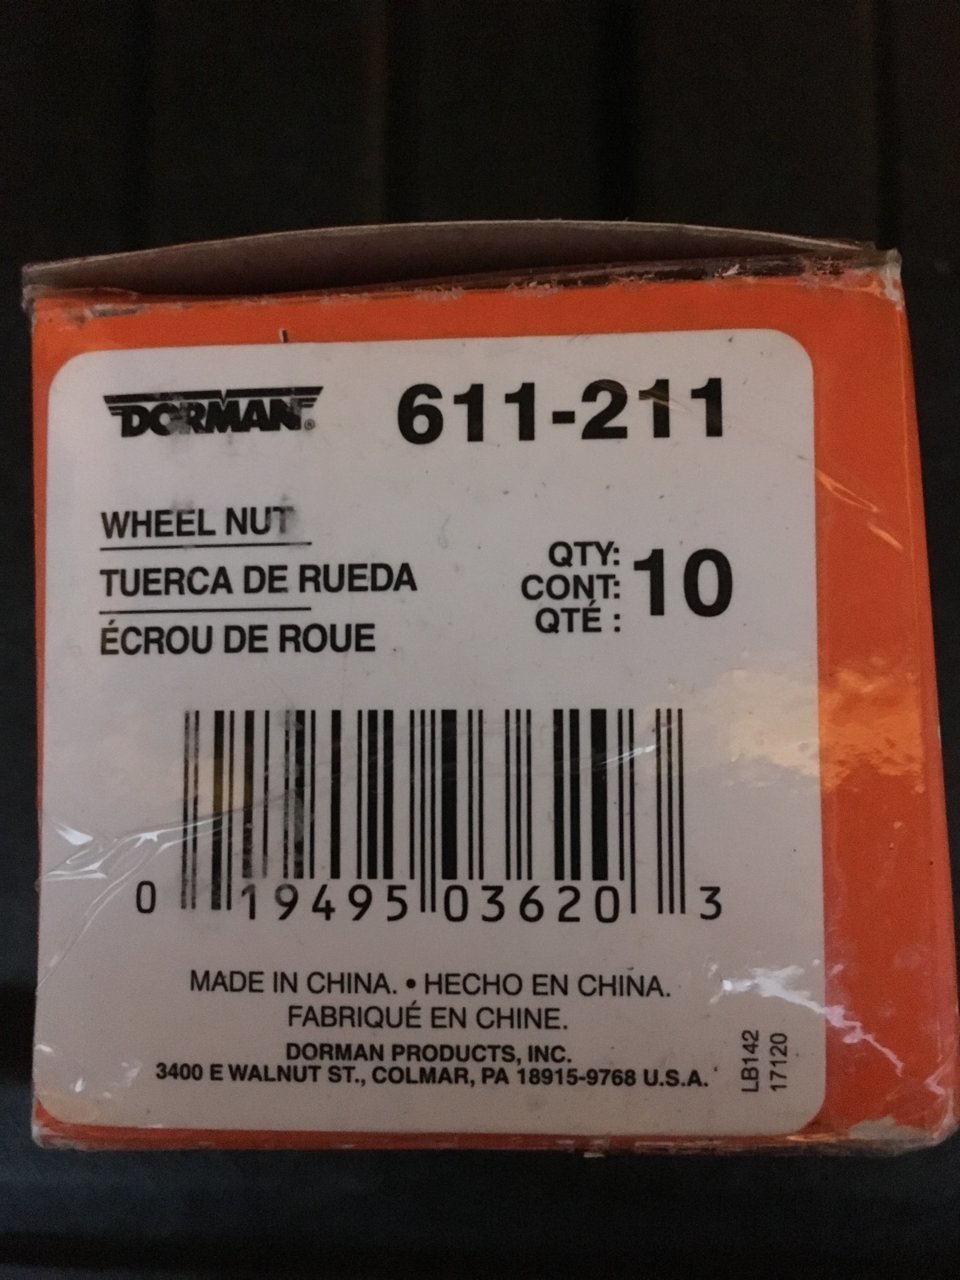 DORMAN® 611-211
WHEEL NUT
TUERCA DE RUEDA
ÉCROU DE ROUE
QTY:
CONT:
QTÉ :
10
0 19495 03620 3
MADE IN CHINA. • HECHO EN CHINA.
FABRIQUÉ EN CHINE.
DORMAN PRODUCTS, INC.
3400 E WALNUT ST., COLMAR, PA 18915-9768 U.S.A.
LB142
17120